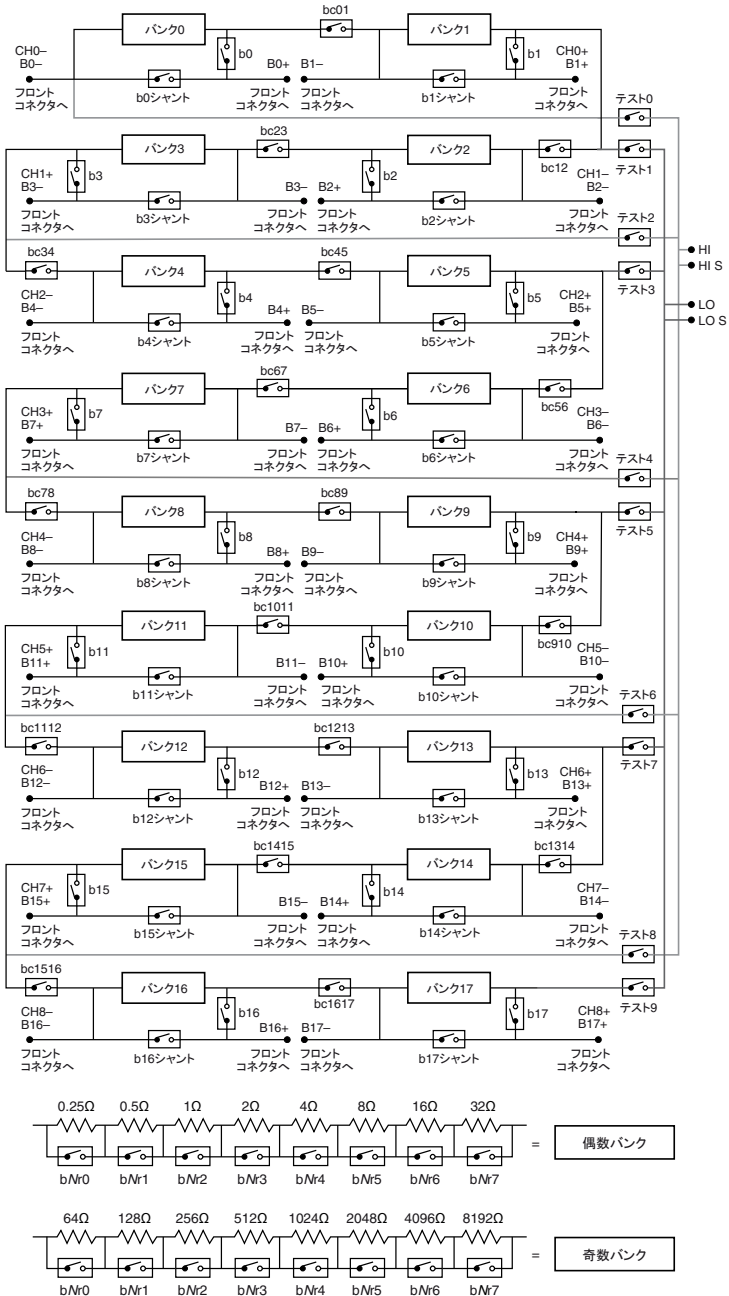 bc01
バンク0
バンク1
CH0–
B0–
b0
B0+
B1–
b1
CH0+
B1+
フロント
コネクタへ
b0シャント
フロント
コネクタへ
フロント
コネクタへ
b1シャント
フロント
コネクタへ
テスト0
bc23
バンク3
バンク2
bc12
テスト1
CH1+
B3–
b3
B3–
B2+
b2
CH1–
B2–
フロント
コネクタへ
b3シャント
フロント
コネクタへ
フロント
コネクタへ
b2シャント
フロント
コネクタへ
テスト2
HI
HI S
LO
LO S
bc34
バンク4
bc45
バンク5
テスト3
CH2–
B4–
b4
B4+
B5–
b5
CH2+
B5+
フロント
コネクタへ
b4シャント
フロント
コネクタへ
フロント
コネクタへ
b5シャント
フロント
コネクタへ
bc67
バンク7
バンク6
bc56
CH3+
B7+
b7
B7–
B6+
b6
CH3–
B6–
フロント
コネクタへ
b7シャント
フロント
コネクタへ
フロント
コネクタへ
b6シャント
フロント
コネクタへ
テスト4
bc78
バンク8
bc89
バンク9
テスト5
CH4–
B8–
b8
B8+
B9–
b9
CH4+
B9+
フロント
コネクタへ
b8シャント
フロント
コネクタへ
フロント
コネクタへ
b9シャント
フロント
コネクタへ
bc1011
バンク11
バンク10
bc910
CH5+
B11+
b11
B11–
B10+
b10
CH5–
B10–
フロント
コネクタへ
b11シャント
フロント
コネクタへ
フロント
コネクタへ
b10シャント
フロント
コネクタへ
テスト6
bc1112
バンク12
bc1213
バンク13
テスト7
CH6–
B12–
b12
B12+
B13–
b13
CH6+
B13+
フロント
コネクタへ
b12シャント
フロント
コネクタへ
フロント
コネクタへ
b13シャント
フロント
コネクタへ
bc1415
バンク15
バンク14
bc1314
CH7+
B15+
b15
B15–
B14+
b14
CH7–
B14–
フロント
コネクタへ
b15シャント
フロント
コネクタへ
フロント
コネクタへ
b14シャント
フロント
コネクタへ
テスト8
bc1516
バンク16
bc1617
バンク17
テスト9
CH8–
B16–
b16
B16+
B17–
b17
CH8+
B17+
フロント
コネクタへ
b16シャント
フロント
コネクタへ
フロント
コネクタへ
b17シャント
フロント
コネクタへ
0.25Ω 0.5Ω 1Ω 2Ω 4Ω 8Ω 16Ω 32Ω
= 偶数バンク
bNr0 bNr1 bNr2 bNr3 bNr4 bNr5 bNr6 bNr7
64Ω 128Ω 256Ω 512Ω 1024Ω 2048Ω 4096Ω 8192Ω
= 奇数バンク
bNr0 bNr1 bNr2 bNr3 bNr4 bNr5 bNr6 bNr7